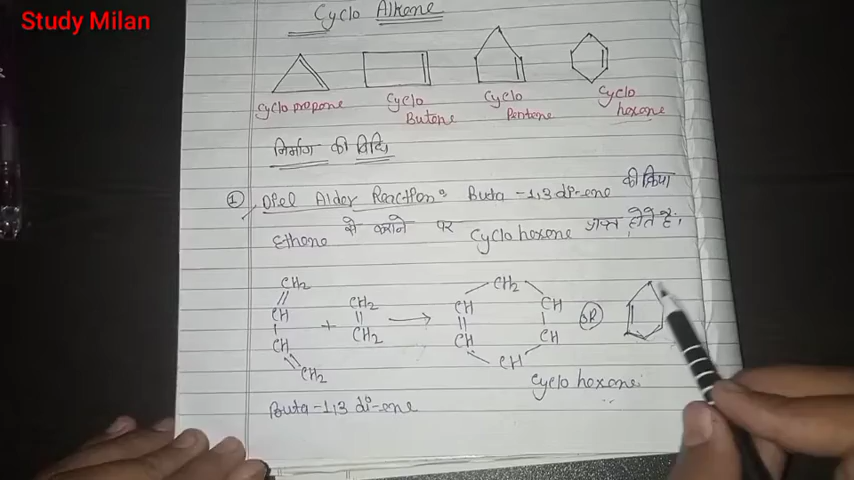 Study Milan
Cyclo Alkene
Cyclo propene
Cyclo
Butene
Cyclo
Pentene
Cyclo
hexene
निर्माण की विधि
① Diel Alder Reaction: Buta -1,3 di-ene की क्रिया
Ethene से कराने पर Cyclohexene प्राप्त होते है।
CH₂ CH₂
CH CH₂ CH CH
+ → OR
CH CH₂ CH CH
CH₂ CH
Cyclo hexene
Buta -1,3 di-ene